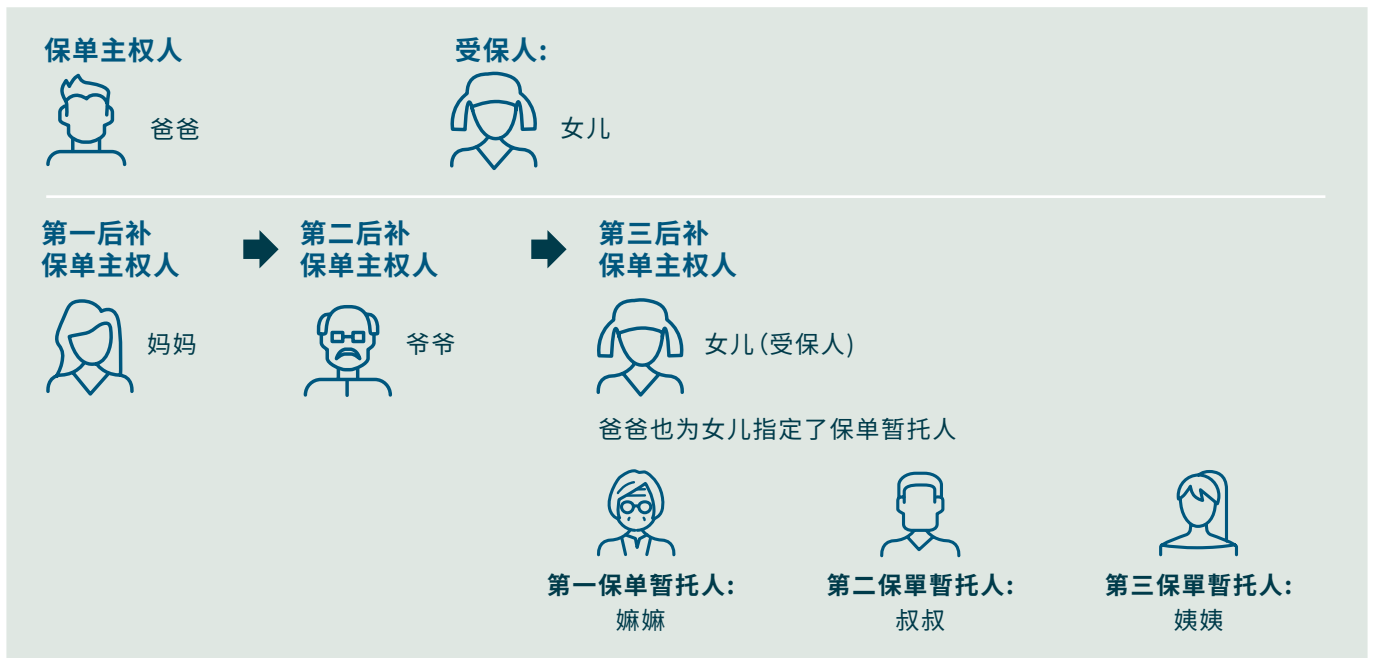 保单主权人
受保人:
爸爸
女儿
第一后补
保单主权人
第二后补
保单主权人
第三后补
保单主权人
妈妈
爷爷
女儿(受保人)
爸爸也为女儿指定了保单暂托人
第一保单暂托人:
嫲嫲
第二保單暂托人:
叔叔
第三保單暂托人:
姨姨